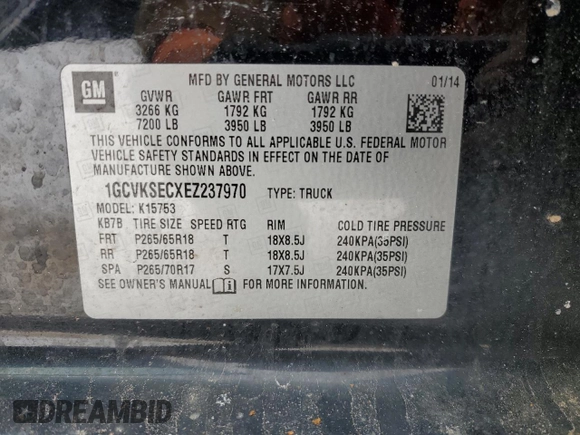 GM
MFD BY GENERAL MOTORS LLC 01/14
GVWR GAWR FRT GAWR RR
3266 KG 1792 KG 1792 KG
7200 LB 3950 LB 3950 LB
THIS VEHICLE CONFORMS TO ALL APPLICABLE U.S. FEDERAL MOTOR
VEHICLE SAFETY STANDARDS IN EFFECT ON THE DATE OF
MANUFACTURE SHOWN ABOVE.
1GCVKSECXEZ237970 TYPE: TRUCK
MODEL: K15753
KB7B TIRE SIZE SPEED RTG RIM COLD TIRE PRESSURE
FRT P265/65R18 T 18X8.5J 240KPA(35PSI)
RR P265/65R18 T 18X8.5J 240KPA(35PSI)
SPA P265/70R17 S 17X7.5J 240KPA(35PSI)
SEE OWNER'S MANUAL FOR MORE INFORMATION.
DREAMBID